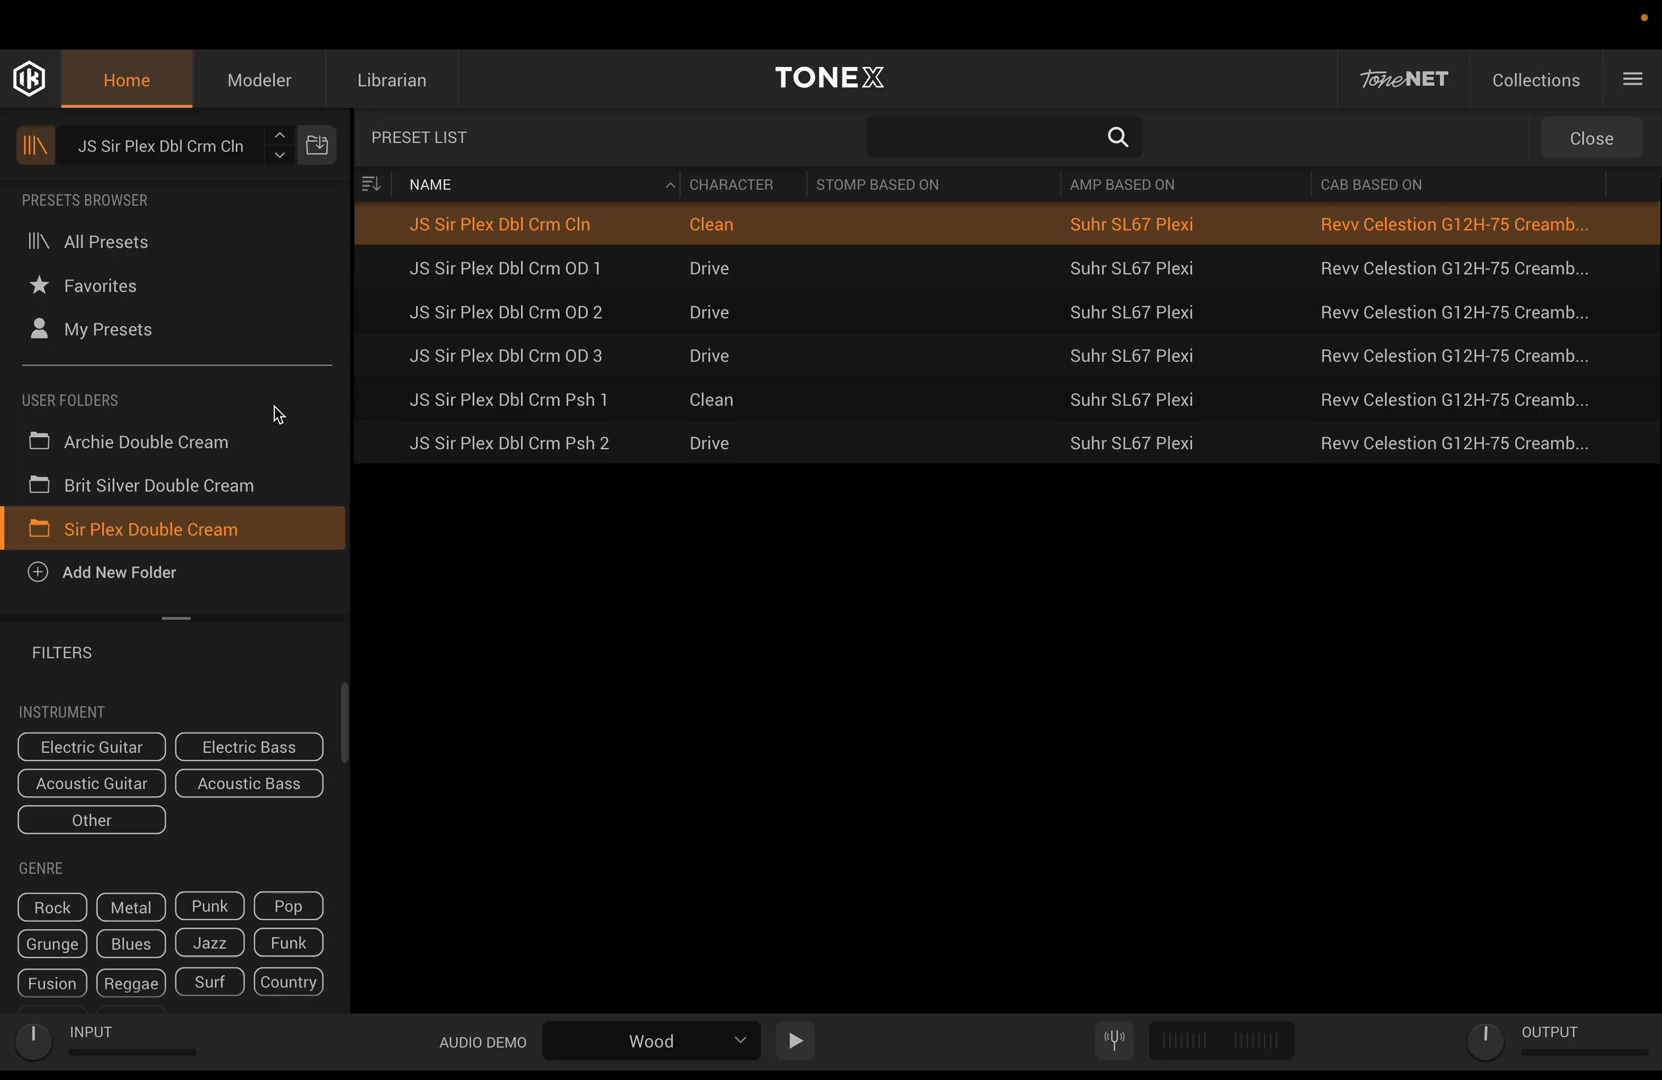 Home
Modeler
Librarian
TONEX
ToneNET
Collections
JS Sir Plex Dbl Crm Cln
PRESET LIST
Close
PRESETS BROWSER
All Presets
Favorites
My Presets
USER FOLDERS
Archie Double Cream
Brit Silver Double Cream
Sir Plex Double Cream
Add New Folder
FILTERS
INSTRUMENT
Electric Guitar Electric Bass
Acoustic Guitar Acoustic Bass
Other
GENRE
Rock Metal Punk Pop
Grunge Blues Jazz Funk
Fusion Reggae Surf Country
NAME CHARACTER STOMP BASED ON AMP BASED ON CAB BASED ON
JS Sir Plex Dbl Crm Cln Clean Suhr SL67 Plexi Revv Celestion G12H-75 Creamb...
JS Sir Plex Dbl Crm OD 1 Drive Suhr SL67 Plexi Revv Celestion G12H-75 Creamb...
JS Sir Plex Dbl Crm OD 2 Drive Suhr SL67 Plexi Revv Celestion G12H-75 Creamb...
JS Sir Plex Dbl Crm OD 3 Drive Suhr SL67 Plexi Revv Celestion G12H-75 Creamb...
JS Sir Plex Dbl Crm Psh 1 Clean Suhr SL67 Plexi Revv Celestion G12H-75 Creamb...
JS Sir Plex Dbl Crm Psh 2 Drive Suhr SL67 Plexi Revv Celestion G12H-75 Creamb...
INPUT
AUDIO DEMO
Wood
OUTPUT